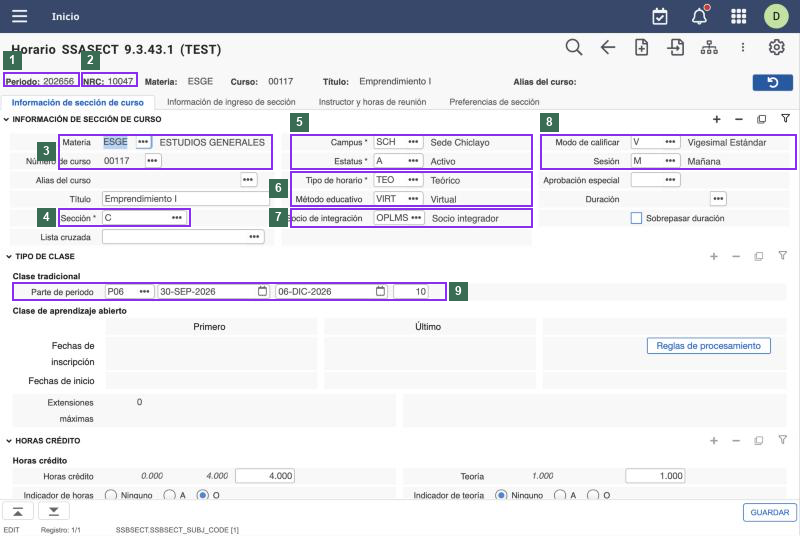 Inicio
D
Horario SSASECT 9.3.43.1 (TEST)
1 2
Periodo: 202656 NRC: 10047 Materia: ESGE Curso: 00117 Título: Emprendimiento I Alias del curso:
Información de sección de curso Información de ingreso de sección Instructor y horas de reunión Preferencias de sección
INFORMACIÓN DE SECCIÓN DE CURSO
5 8
Materia ESGE ••• ESTUDIOS GENERALES Campus * SCH ••• Sede Chiclayo Modo de calificar V ••• Vigesimal Estándar
3
Número de curso 00117 ••• Estatus * A ••• Activo Sesión M ••• Mañana
Alias del curso ••• Tipo de horario * TEO ••• Teórico Aprobación especial •••
6
Título Emprendimiento I Método educativo VIRT ••• Virtual Duración •••
4 Sección * C ••• 7 Socio de integración OPLMS ••• Socio integrador Sobrepasar duración
Lista cruzada •••
TIPO DE CLASE
Clase tradicional
Parte de periodo P06 ••• 30-SEP-2026 06-DIC-2026 10 9
Clase de aprendizaje abierto
Primero Último
Fechas de inscripción Reglas de procesamiento
Fechas de inicio
Extensiones máximas 0
HORAS CRÉDITO
Horas crédito
Horas crédito 0.000 4.000 4.000 Teoría 1.000 1.000
Indicador de horas Ninguno A O Indicador de teoría Ninguno A O
GUARDAR
EDIT Registro: 1/1 SSBSECT.SSBSECT_SUBJ_CODE [1]